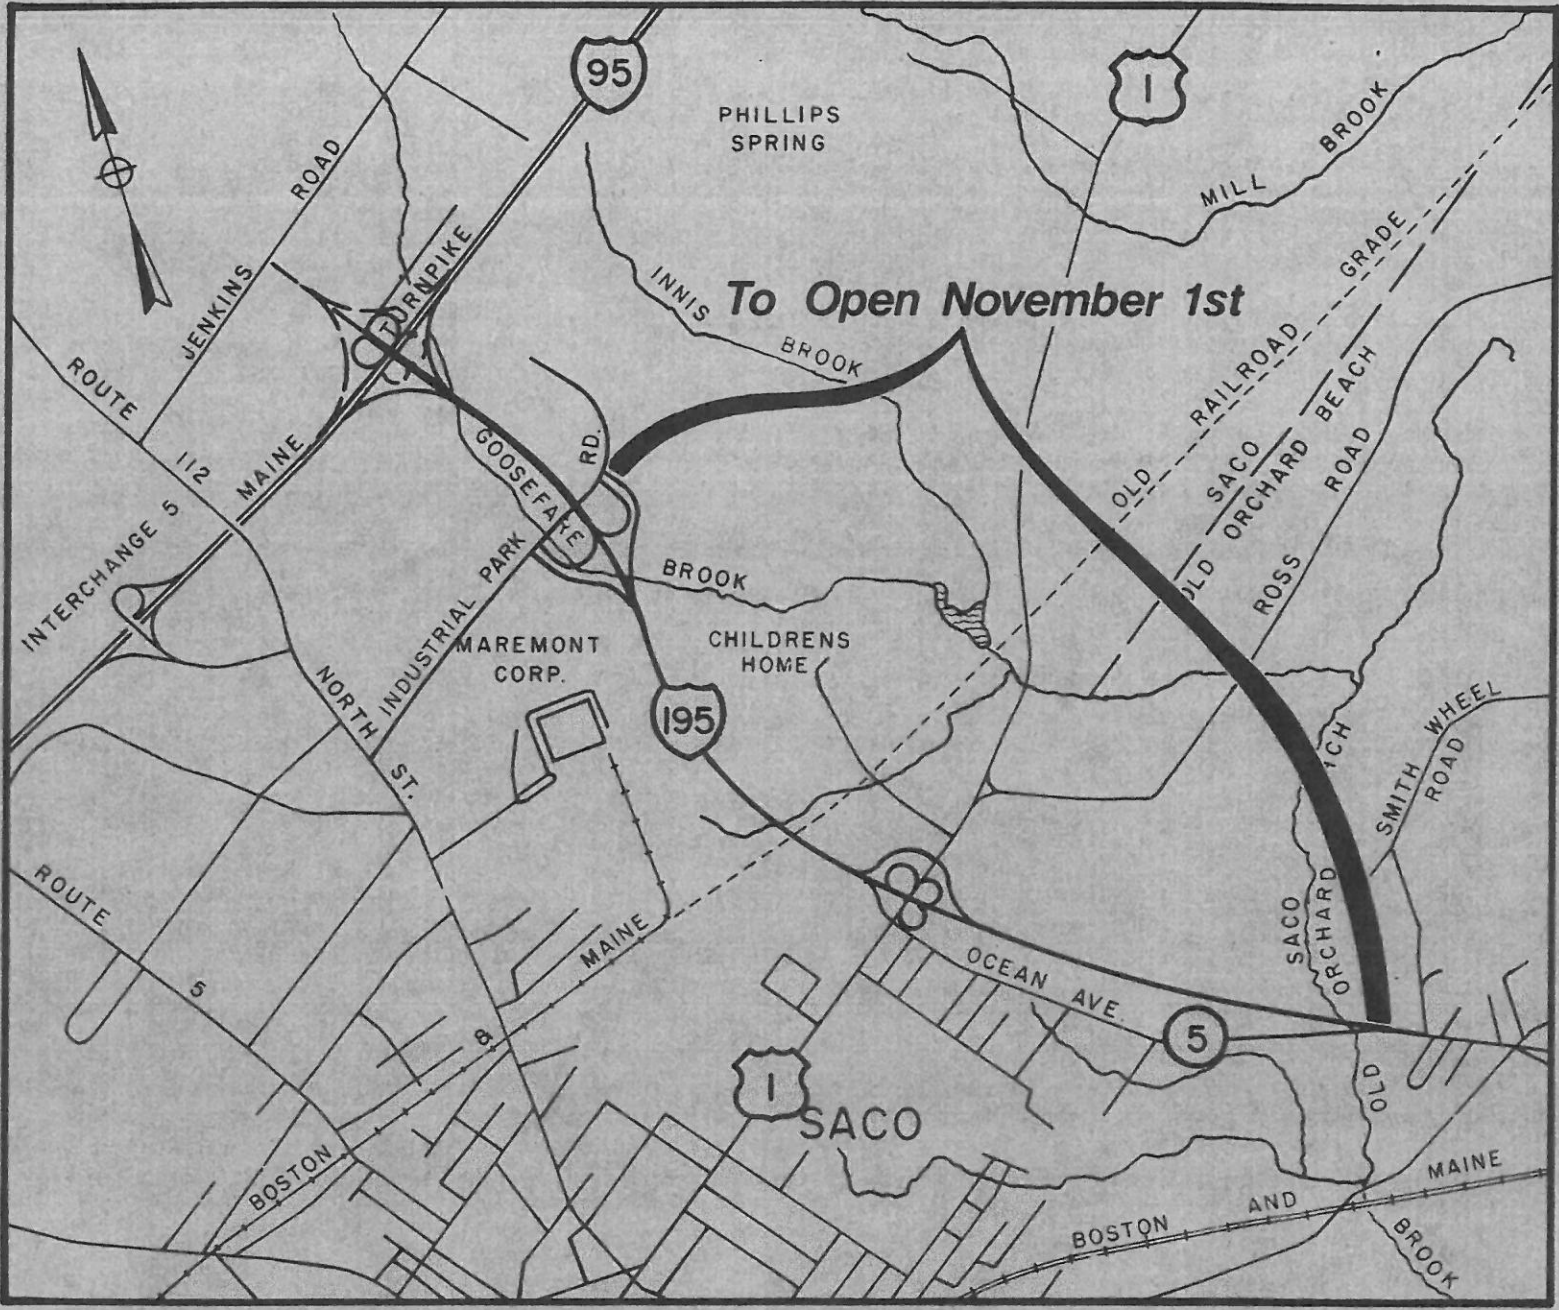 95
1
PHILLIPS
SPRING
MILL BROOK
JENKINS ROAD
TURNPIKE
INNIS BROOK
To Open November 1st
OLD RAILROAD GRADE
SACO
OLD ORCHARD BEACH
ROSS ROAD
ROUTE 112
MAINE
INTERCHANGE 5
GOOSEFARE BROOK
INDUSTRIAL PARK RD.
MAREMONT
CORP.
CHILDRENS
HOME
195
NORTH ST.
SMITH WHEEL
ROAD
ROUTE 5
BOSTON & MAINE
OCEAN AVE.
5
SACO
OLD ORCHARD
ACH
1
SACO
BOSTON AND MAINE
BROOK